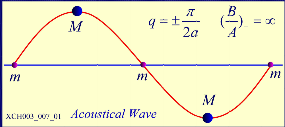 q = ± π/2a (B/A)_ = ∞
M
m m m
M
XCH003_007_01 Acoustical Wave